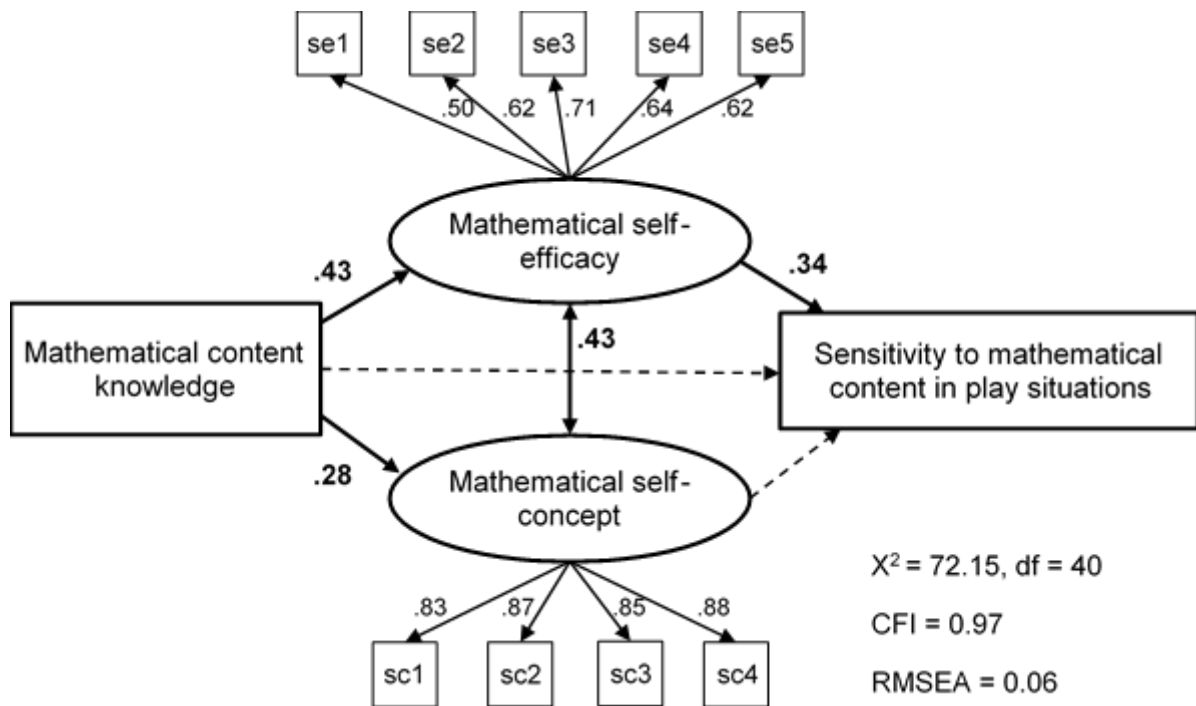 se1 se2 se3 se4 se5
.50 .62 .71 .64 .62
Mathematical self-
efficacy
.43
.34
Mathematical content
knowledge
.43
Sensitivity to mathematical
content in play situations
.28
Mathematical self-
concept
X² = 72.15, df = 40
.83 .87 .85 .88
CFI = 0.97
sc1 sc2 sc3 sc4
RMSEA = 0.06